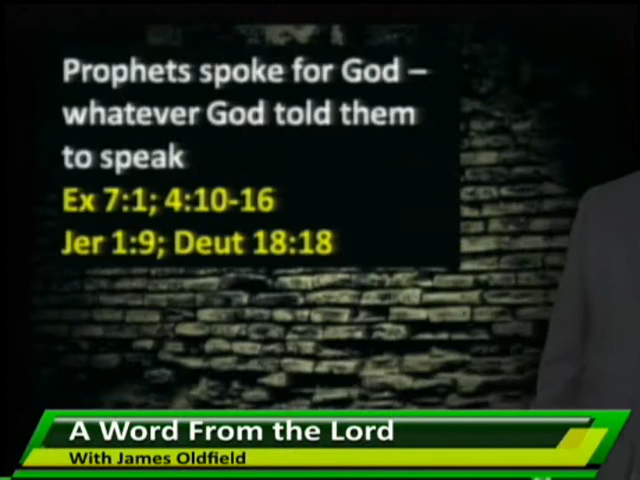 Prophets spoke for God –
whatever God told them
to speak
Ex 7:1; 4:10-16
Jer 1:9; Deut 18:18
A Word From the Lord
With James Oldfield